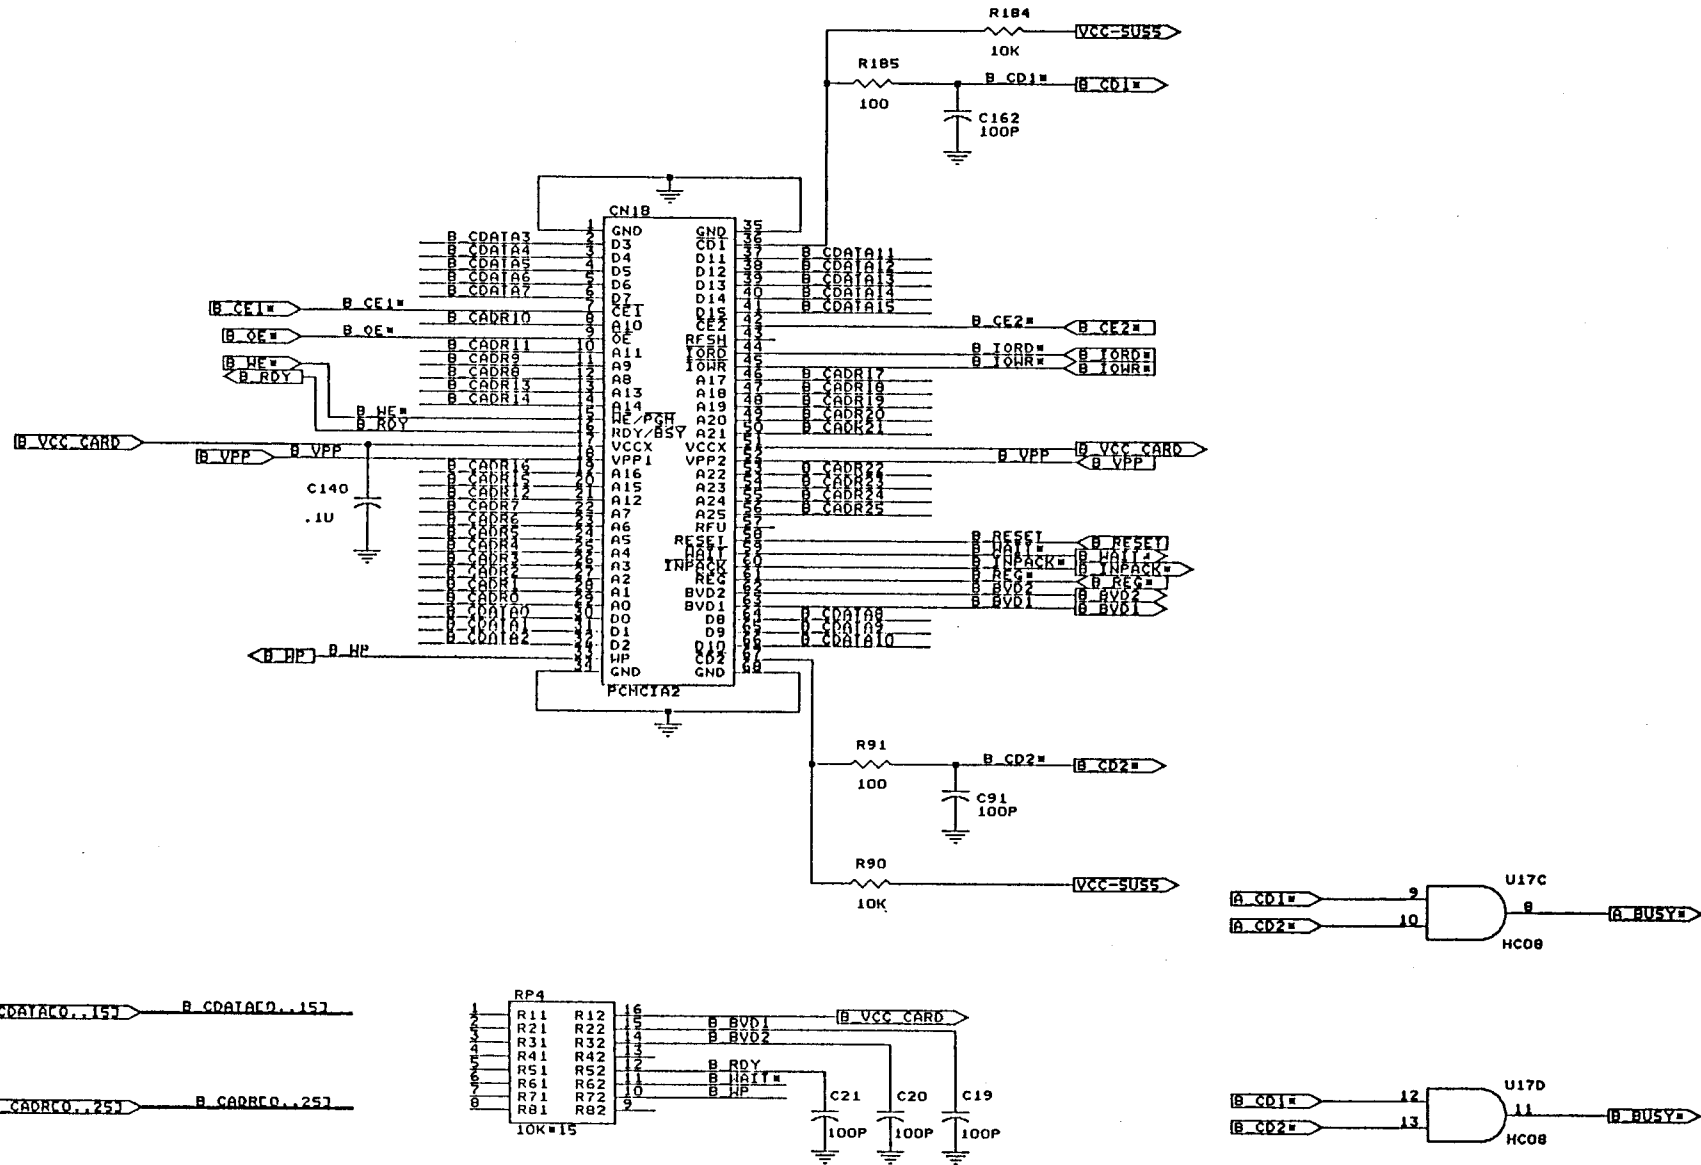 R184
VCC-SUS5
10K
R185
B_CD1*
B_CD1*
100
C162
100P
CN18
1 GND GND 35
B_CDATA3 2 D3 CD1 36
B_CDATA4 3 D4 D11 37 B_CDATA11
B_CDATA5 4 D5 D12 38 B_CDATA12
B_CDATA6 5 D6 D13 39 B_CDATA13
B_CDATA7 6 D7 D14 40 B_CDATA14
B_CE1* B_CE1* 7 CE1 D15 41 B_CDATA15
B_CADR10 8 A10 CE2 42 B_CE2* B_CE2*
B_OE* B_OE* 9 OE RFSH 43
B_CADR11 10 A11 IORD 44 B_IORD* B_IORD*
B_CADR9 11 A9 IOWR 45 B_IOWR* B_IOWR*
B_CADR8 A8 A17 46 B_CADR17
B_CADR13 A13 A18 47 B_CADR18
B_CADR14 A14 A19 48 B_CADR19
B_WE* B_WE* WE/PGM A20 49 B_CADR20
B_RDY B_RDY RDY/BSY A21 50 B_CADR21
B_VCC_CARD VCCX VCCX 51 B_VCC_CARD
B_VPP B_VPP VPP1 VPP2 B_VPP B_VPP
B_CADR16 19 A16 A22 53 CADR22
B_CADR15 20 A15 A23 54 B_CADR23
B_CADR12 21 A12 A24 55 B_CADR24
B_CADR7 22 A7 A25 56 B_CADR25
B_CADR6 23 A6 RFU 57
B_CADR5 24 A5 RESET B_RESET B_RESET
B_CADR4 A4 WAIT B_WAIT* B_WAIT*
B_CADR3 26 A3 INPACK 60 B_INPACK* B_INPACK*
B_CADR2 27 A2 REG 61 B_REG* B_REG*
B_CADR1 28 A1 BVD2 62 B_BVD2 B_BVD2
B_CADR0 29 A0 BVD1 63 B_BVD1 B_BVD1
B_CDATA0 30 D0 D8 64 B_CDATA8
B_CDATA1 31 D1 D9 65 CDATA9
B_CDATA2 32 D2 D10 66 B_CDATA10
B_WP B_WP 33 WP CD2 67
34 GND GND 68
PCMCIA2
C140
.1U
R91
B_CD2*
B_CD2*
100
C91
100P
R90
VCC-SUS5
10K
U17C
A_CD1* 9
8 A_BUSY*
A_CD2* 10
HC08
CDATA[0..15] B_CDATA[0..15]
CADR[0..25] B_CADR[0..25]
RP4
1 R11 R12 16 B_VCC_CARD
2 R21 R22 15 B_BVD1
3 R31 R32 14 B_BVD2
4 R41 R42 13
5 R51 R52 12 B_RDY
6 R61 R62 11 B_WAIT*
7 R71 R72 10 B_WP
8 R81 R82 9
10K*15
C21 C20 C19
100P 100P 100P
U17D
B_CD1* 12
11 B_BUSY*
B_CD2* 13
HC08